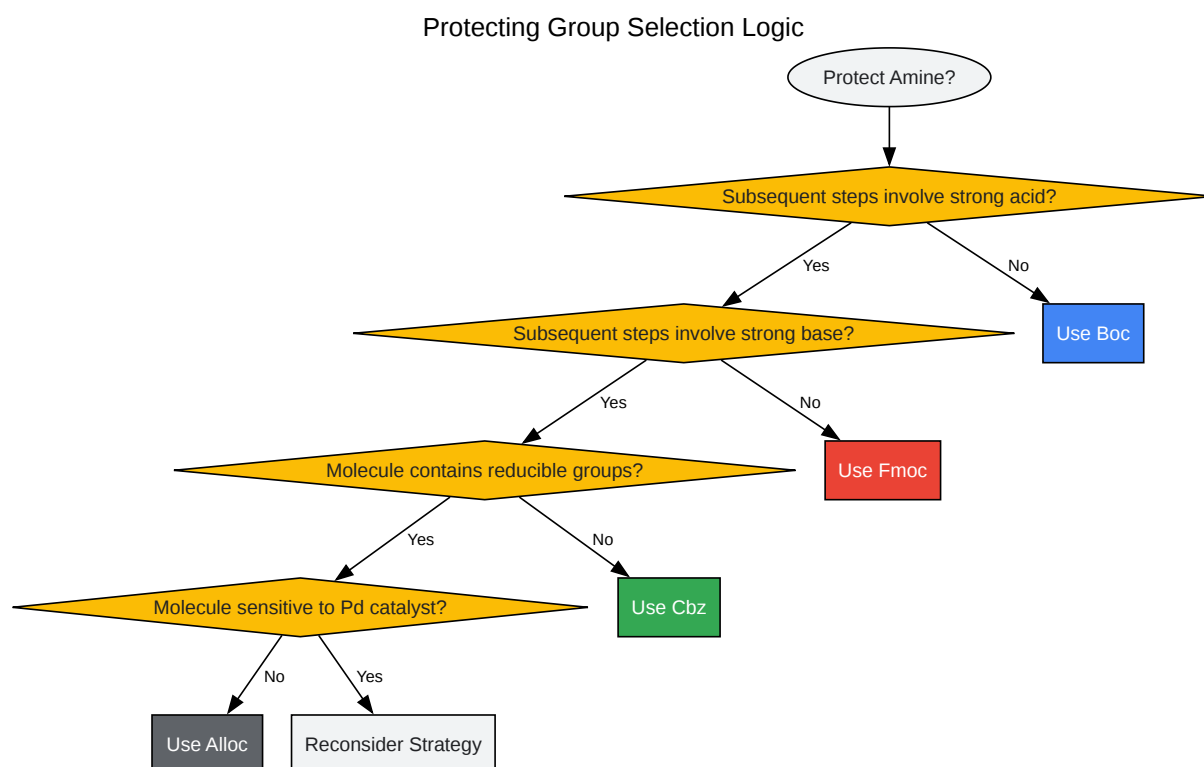 Protecting Group Selection Logic
Protect Amine?
Subsequent steps involve strong acid?
Yes
No
Subsequent steps involve strong base?
Use Boc
Yes
No
Molecule contains reducible groups?
Use Fmoc
Yes
No
Molecule sensitive to Pd catalyst?
Use Cbz
No
Yes
Use Alloc
Reconsider Strategy